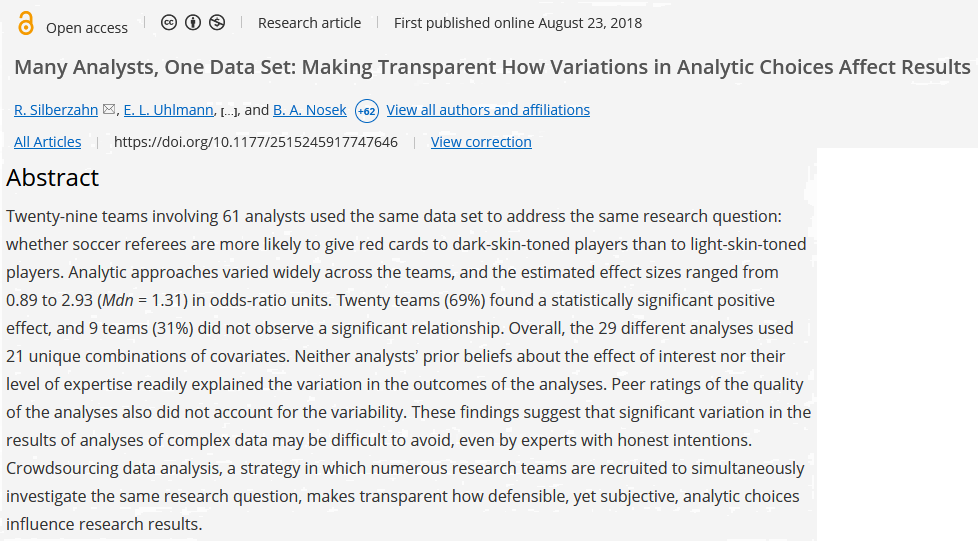 Open access | Research article | First published online August 23, 2018
Many Analysts, One Data Set: Making Transparent How Variations in Analytic Choices Affect Results
R. Silberzahn, E. L. Uhlmann, [...], and B. A. Nosek +62 View all authors and affiliations
All Articles | https://doi.org/10.1177/2515245917747646 | View correction
Abstract
Twenty-nine teams involving 61 analysts used the same data set to address the same research question:
whether soccer referees are more likely to give red cards to dark-skin-toned players than to light-skin-toned
players. Analytic approaches varied widely across the teams, and the estimated effect sizes ranged from
0.89 to 2.93 (Mdn = 1.31) in odds-ratio units. Twenty teams (69%) found a statistically significant positive
effect, and 9 teams (31%) did not observe a significant relationship. Overall, the 29 different analyses used
21 unique combinations of covariates. Neither analysts' prior beliefs about the effect of interest nor their
level of expertise readily explained the variation in the outcomes of the analyses. Peer ratings of the quality
of the analyses also did not account for the variability. These findings suggest that significant variation in the
results of analyses of complex data may be difficult to avoid, even by experts with honest intentions.
Crowdsourcing data analysis, a strategy in which numerous research teams are recruited to simultaneously
investigate the same research question, makes transparent how defensible, yet subjective, analytic choices
influence research results.